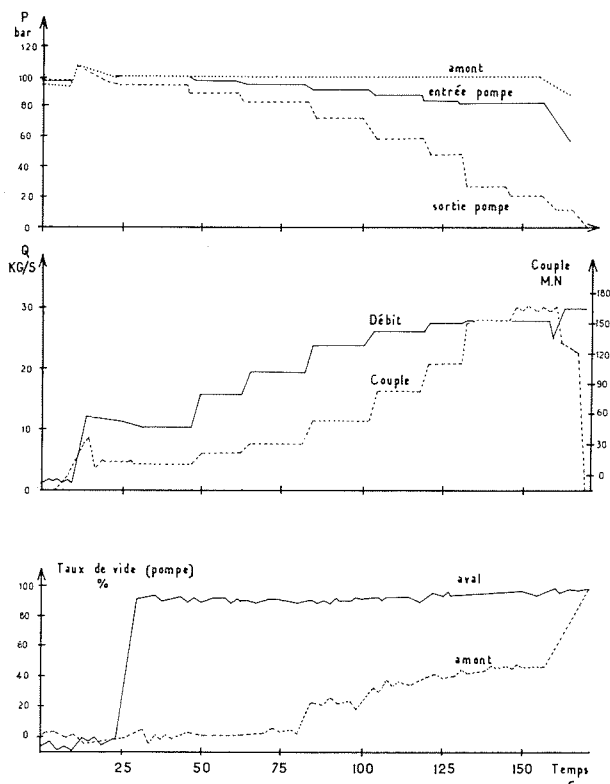 P
bar
120
100
80
60
40
20
0
amont
entrée pompe
sortie pompe
Q
KG/S
30
20
10
0
Couple
M.N
180
150
120
90
60
30
0
Débit
Couple
Taux de vide (pompe)
%
100
80
60
40
20
0
aval
amont
25
50
75
100
125
150
Temps